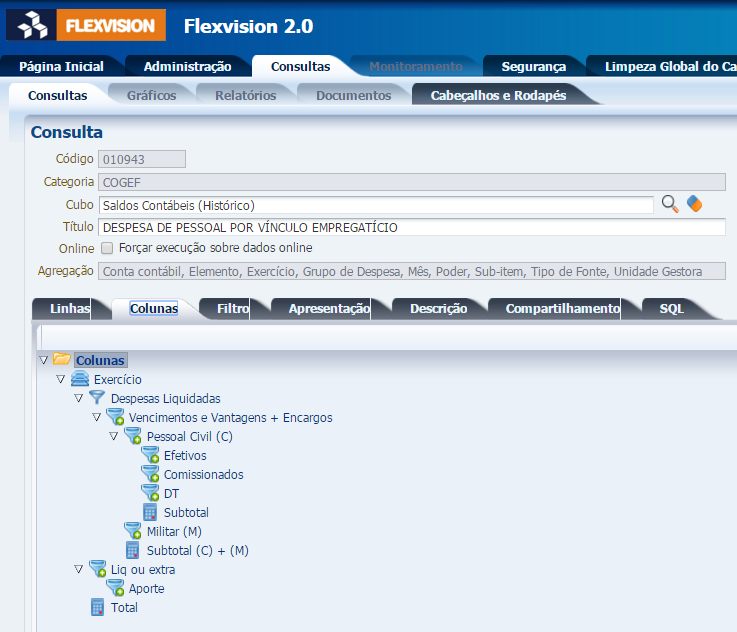 FLEXVISION Flexvision 2.0
Página Inicial Administração Consultas Monitoramento Segurança Limpeza Global do Ca
Consultas Gráficos Relatórios Documentos Cabeçalhos e Rodapés
Consulta
Código 010943
Categoria COGEF
Cubo Saldos Contábeis (Histórico)
Título DESPESA DE PESSOAL POR VÍNCULO EMPREGATÍCIO
Online Forçar execução sobre dados online
Agregação Conta contábil, Elemento, Exercício, Grupo de Despesa, Mês, Poder, Sub-item, Tipo de Fonte, Unidade Gestora
Linhas Colunas Filtro Apresentação Descrição Compartilhamento SQL
Colunas
Exercício
Despesas Liquidadas
Vencimentos e Vantagens + Encargos
Pessoal Civil (C)
Efetivos
Comissionados
DT
Subtotal
Militar (M)
Subtotal (C) + (M)
Liq ou extra
Aporte
Total